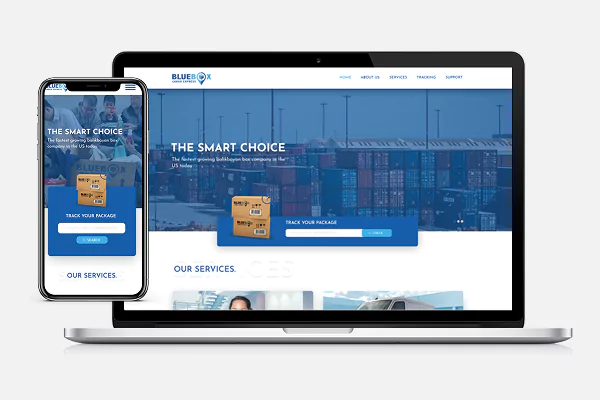 BLUEBOX
CARGO EXPRESS
HOME ABOUT US SERVICES TRACKING SUPPORT
THE SMART CHOICE
The fastest growing balikbayan box company in the
US today
TRACK YOUR PACKAGE
SEARCH
OUR SERVICES.
THE SMART CHOICE
The fastest growing balikbayan box company in the
US today
BLUEBOX
BLUEBOX
TRACK YOUR PACKAGE
SEARCH
OUR SERVICES.